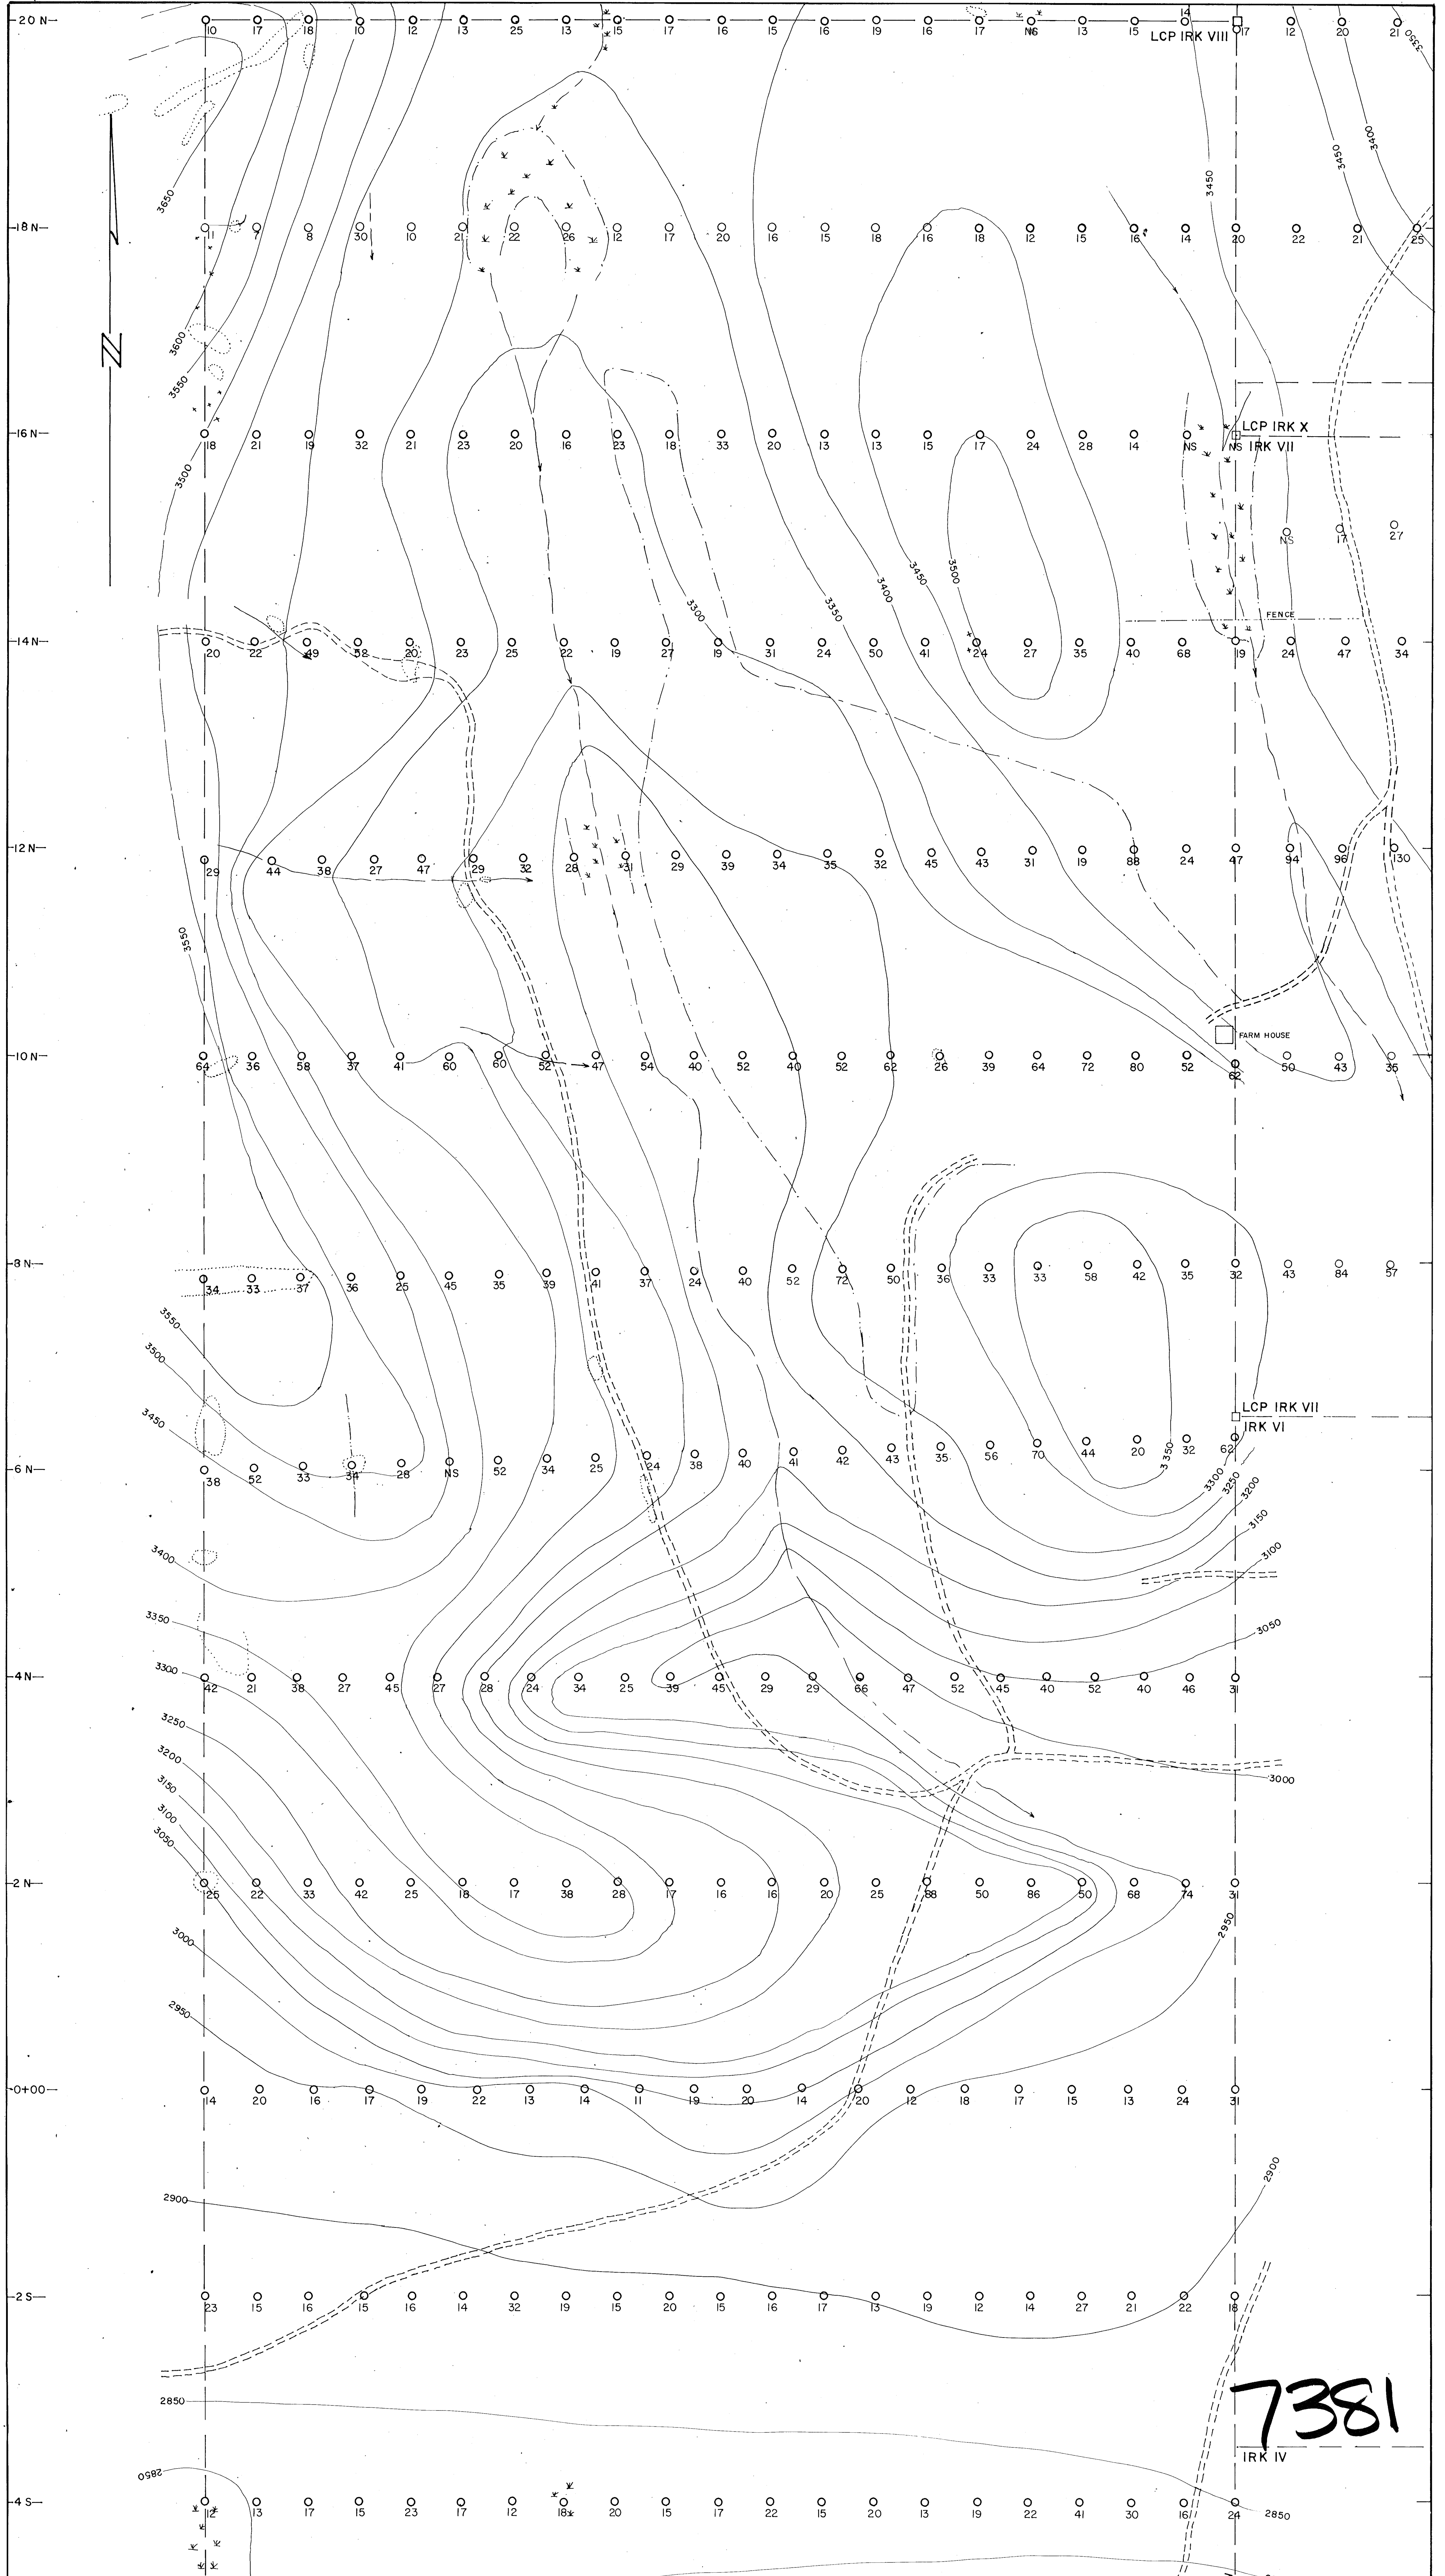 20 N
10 17 18 10 12 13 25 13 15 17 16 15 16 19 16 17 13 15 14 17 12 20 21
LCP IRK VIII
3350
3400
3450
3450
3650
18 N
11 7 8 30 10 21 22 26 12 17 20 16 15 18 16 18 12 15 16 14 20 22 21 25
N
3600
3550
16 N
18 21 19 32 21 23 20 16 23 18 33 20 13 13 15 17 24 28 14 NS NS
LCP IRK X
IRK VII
3500
NS 17 27
3500
3450
3400
3350
3300
FENCE
14 N
20 22 49 58 20 23 25 22 19 27 19 31 24 50 41 24 27 35 40 68 19 24 47 34
12 N
29 44 38 27 47 29 32 28 31 29 39 34 35 32 45 43 31 19 88 24 47 94 96 130
3550
FARM HOUSE
10 N
64 36 58 37 41 60 60 52 47 54 40 52 40 52 62 26 39 64 72 80 52 62 50 43 35
8 N
34 33 37 36 25 45 35 39 41 37 24 40 52 72 50 36 33 33 58 42 35 32 43 84 57
3550
3500
3450
LCP IRK VII
IRK VI
6 N
38 52 33 34 28 NS 52 34 25 24 38 40 41 42 43 35 56 70 44 20 32 62
3350
3300
3250
3200
3150
3100
3400
3350
3050
3300
4 N
42 21 38 27 45 27 28 24 34 25 39 45 29 29 66 47 52 45 40 52 40 46 31
3250
3200
3150
3100
3050
3000
2 N
25 22 33 42 25 18 17 38 28 17 16 16 20 25 88 50 86 50 68 74 31
2950
3000
2950
0+00
14 20 16 17 19 22 13 14 11 19 20 14 20 12 18 17 15 13 24 31
2900
2900
2 S
23 15 16 15 16 14 32 19 15 20 15 16 17 13 19 12 14 27 21 22 18
7381
2850
IRK IV
2850
4 S
12 13 17 15 23 17 12 18 20 15 17 22 15 20 13 19 22 41 30 16 24
2850